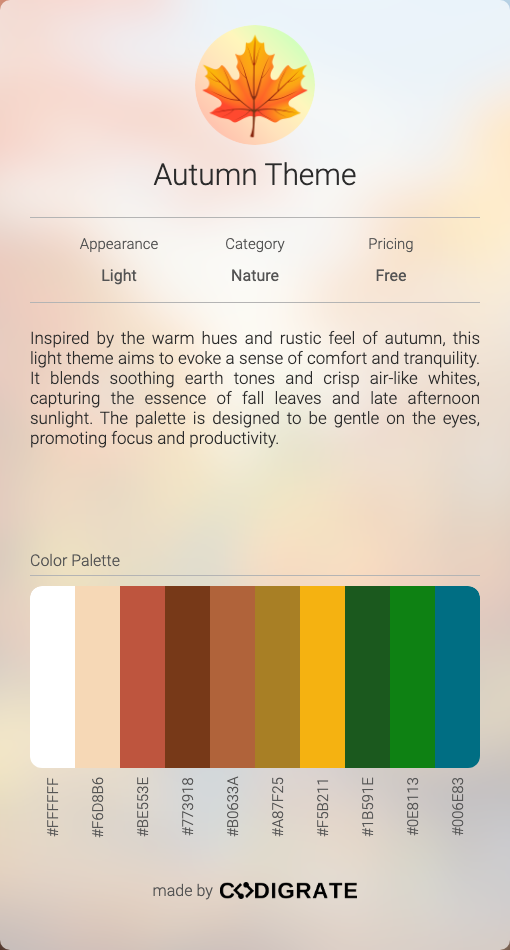 Autumn Theme
Appearance Category Pricing
Light Nature Free
Inspired by the warm hues and rustic feel of autumn, this
light theme aims to evoke a sense of comfort and tranquility.
It blends soothing earth tones and crisp air-like whites,
capturing the essence of fall leaves and late afternoon
sunlight. The palette is designed to be gentle on the eyes,
promoting focus and productivity.
Color Palette
#FFFFFF
#F6D8B6
#BE553E
#773918
#B0633A
#A87F25
#F5B211
#1B591E
#0E8113
#006E83
made by CODIGRATE